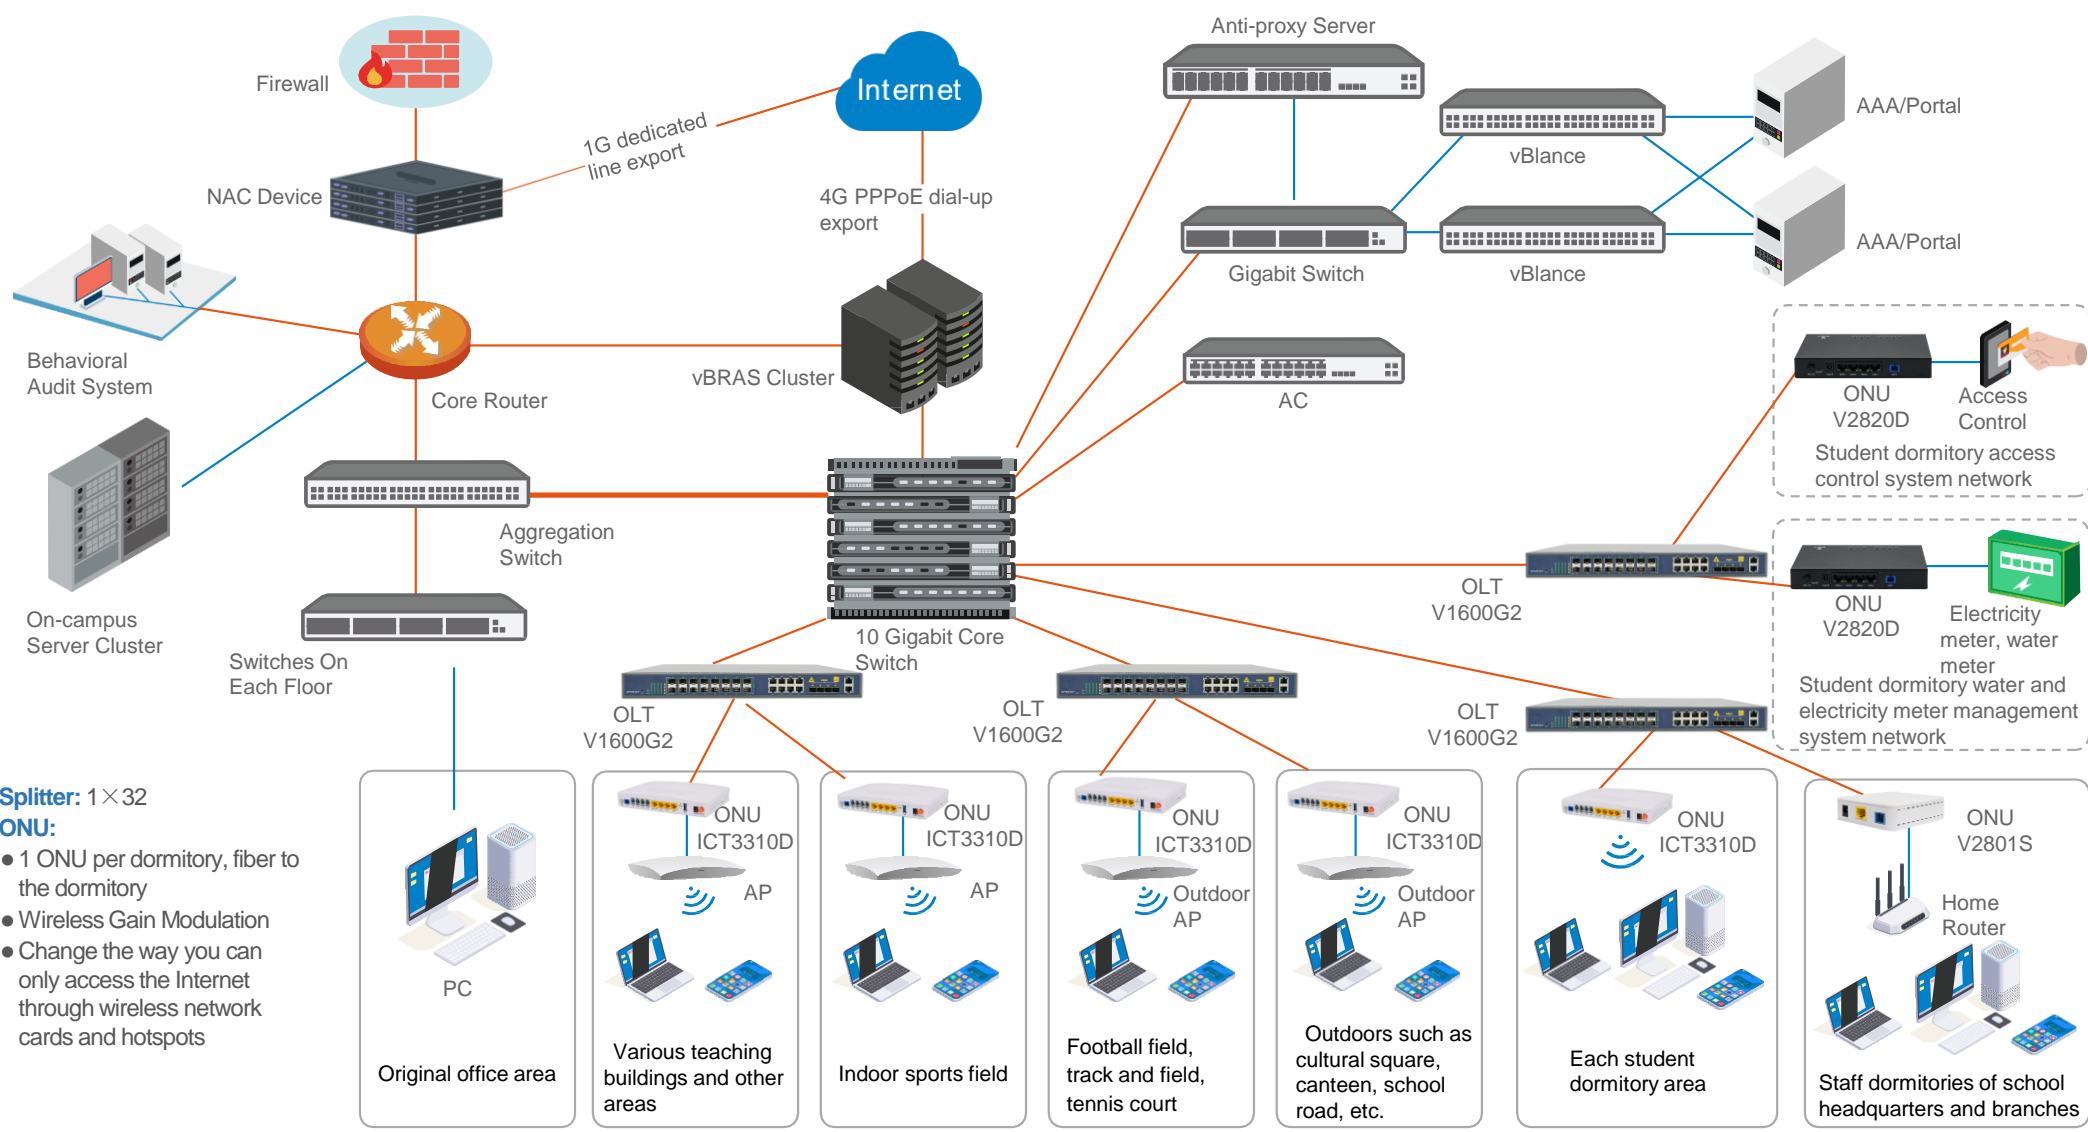 Anti-proxy Server
Firewall
Internet
1G dedicated
line export
AAA/Portal
vBlance
NAC Device
4G PPPoE dial-up
export
AAA/Portal
Gigabit Switch
vBlance
Behavioral
Audit System
vBRAS Cluster
Core Router
AC
ONU
V2820D
Access
Control
Student dormitory access
control system network
Aggregation
Switch
OLT
V1600G2
ONU
V2820D
Electricity
meter, water
meter
Student dormitory water and
electricity meter management
system network
On-campus
Server Cluster
10 Gigabit Core
Switch
Switches On
Each Floor
OLT
V1600G2
OLT
V1600G2
OLT
V1600G2
Splitter: 1×32
ONU:
● 1 ONU per dormitory, fiber to
the dormitory
● Wireless Gain Modulation
● Change the way you can
only access the Internet
through wireless network
cards and hotspots
PC
Original office area
ONU
ICT3310D
AP
Various teaching
buildings and other
areas
ONU
ICT3310D
AP
Indoor sports field
ONU
ICT3310D
Outdoor
AP
Football field,
track and field,
tennis court
ONU
ICT3310D
Outdoor
AP
Outdoors such as
cultural square,
canteen, school
road, etc.
ONU
ICT3310D
Each student
dormitory area
ONU
V2801S
Home
Router
Staff dormitories of school
headquarters and branches